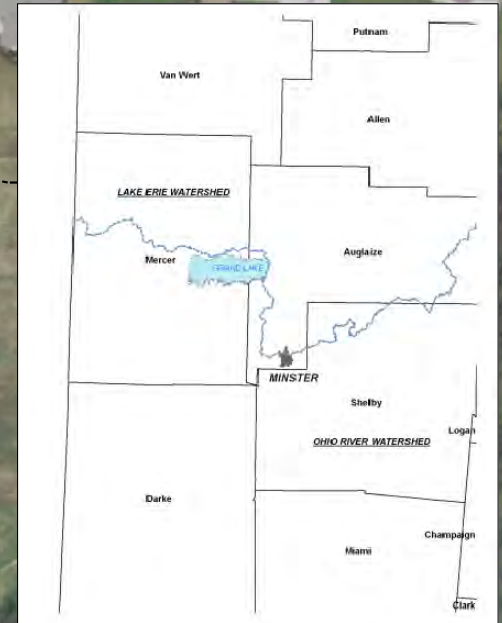 Putnam
Van Wert
Allen
LAKE ERIE WATERSHED
Mercer
GRAND LAKE
Auglaize
MINSTER
Shelby
Logan
OHIO RIVER WATERSHED
Darke
Champaign
Miami
Clark